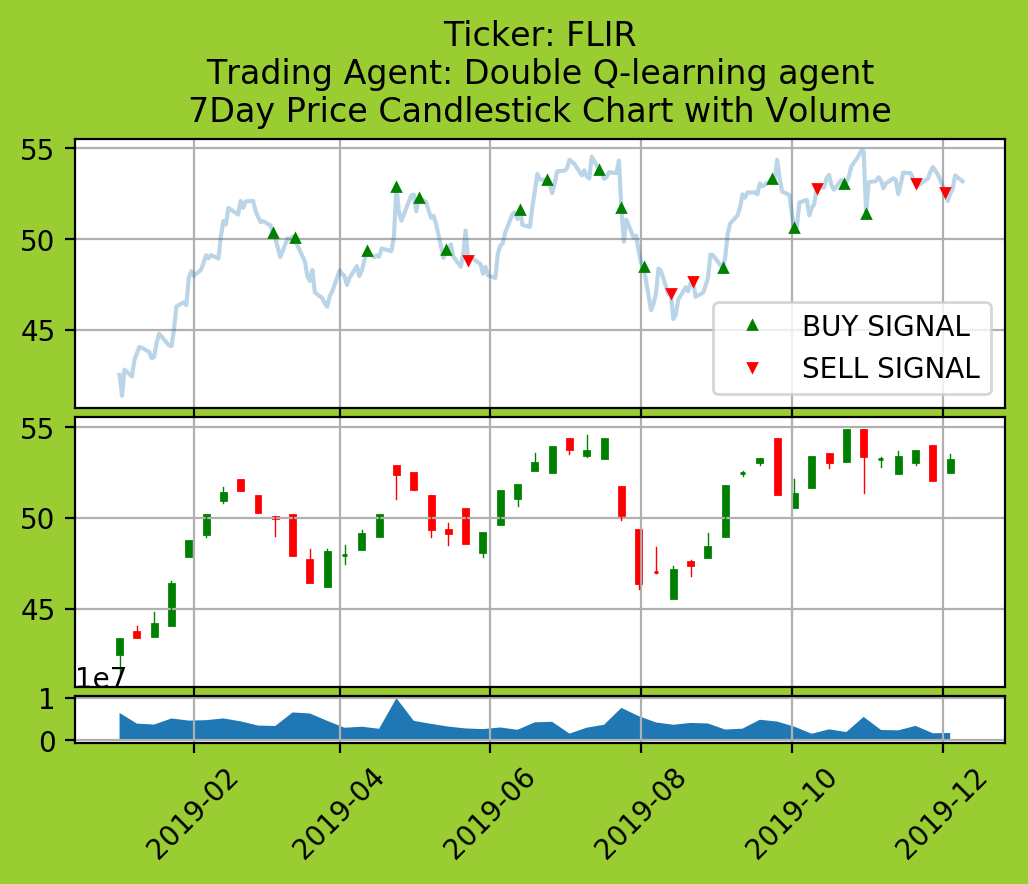 Ticker: FLIR
Trading Agent: Double Q-learning agent
7Day Price Candlestick Chart with Volume
55
50
45
BUY SIGNAL
SELL SIGNAL
55
50
45
1e7
1
0
2019-02
2019-04
2019-06
2019-08
2019-10
2019-12